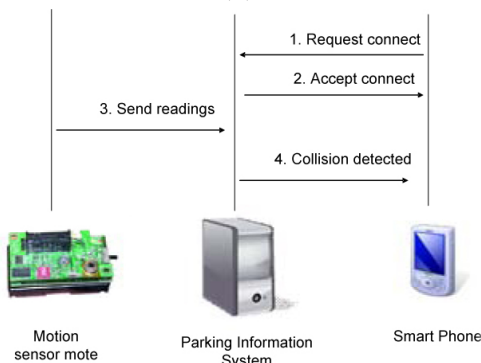 1. Request connect
2. Accept connect
3. Send readings
4. Collision detected
Motion
sensor mote
Parking Information
System
Smart Phone